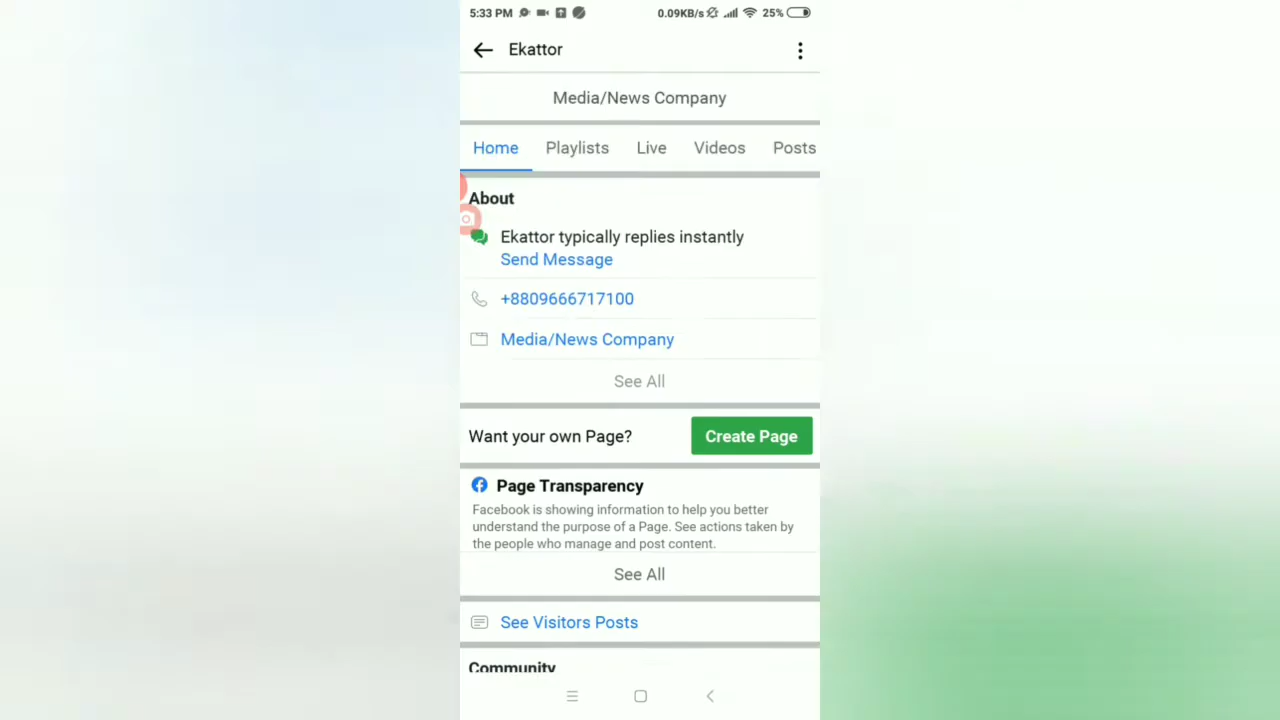 5:33 PM 0.09KB/s 25%
Ekattor
Media/News Company
Home Playlists Live Videos Posts
About
Ekattor typically replies instantly
Send Message
+8809666717100
Media/News Company
See All
Want your own Page? Create Page
Page Transparency
Facebook is showing information to help you better
understand the purpose of a Page. See actions taken by
the people who manage and post content.
See All
See Visitors Posts
Community